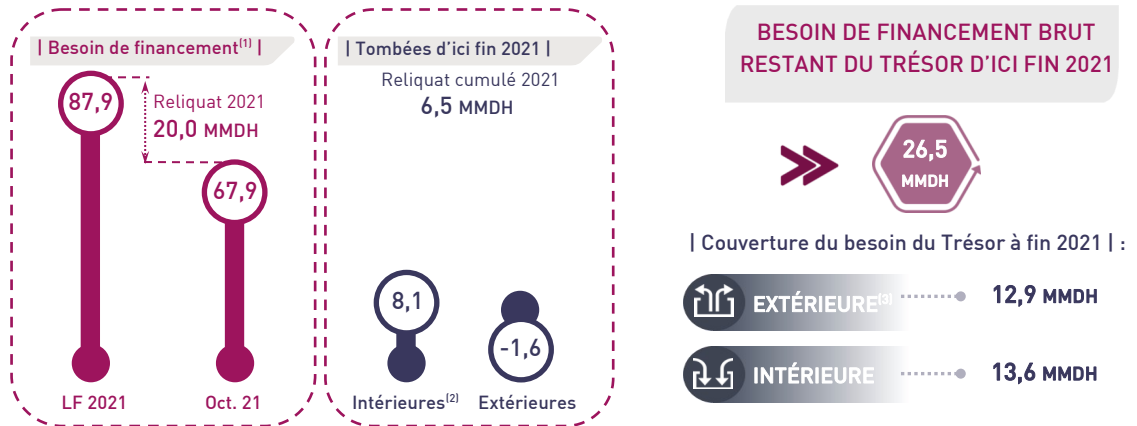 | Besoin de financement(1) |
87,9
Reliquat 2021
20,0 MMDH
67,9
LF 2021
Oct. 21
| Tombées d'ici fin 2021 |
Reliquat cumulé 2021
6,5 MMDH
8,1
-1,6
Intérieures(2)
Extérieures
BESOIN DE FINANCEMENT BRUT
RESTANT DU TRÉSOR D'ICI FIN 2021
26,5
MMDH
| Couverture du besoin du Trésor à fin 2021 | :
EXTÉRIEURE(3)
12,9 MMDH
INTÉRIEURE
13,6 MMDH